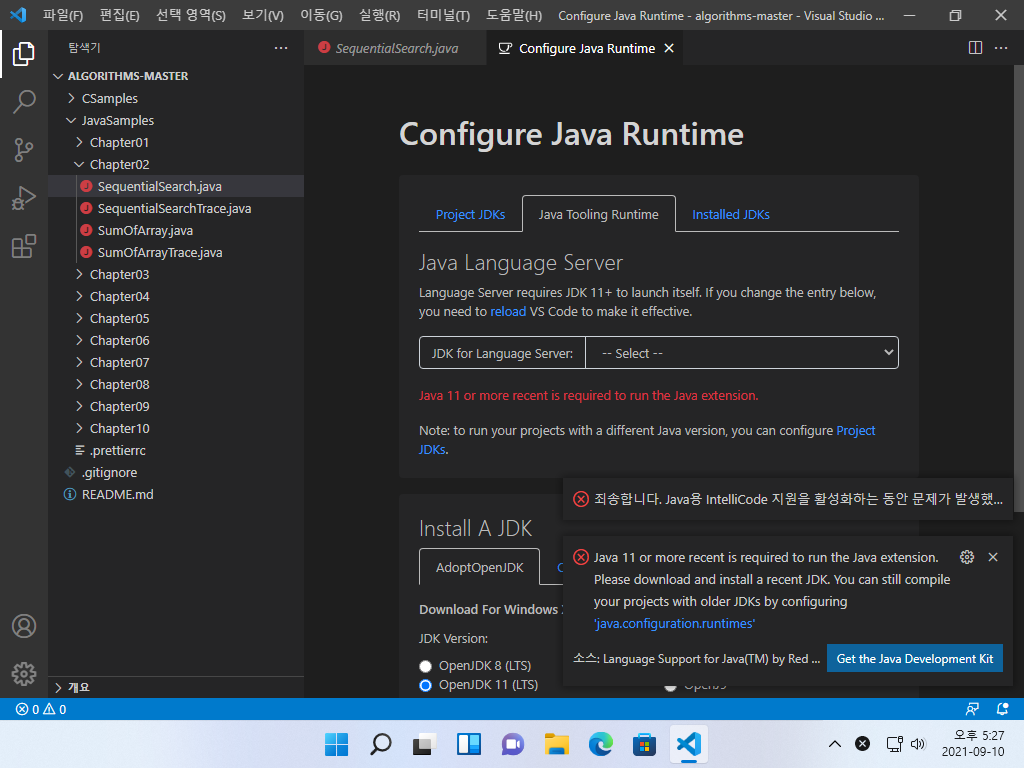 파일(F) 편집(E) 선택 영역(S) 보기(V) 이동(G) 실행(R) 터미널(T) 도움말(H) Configure Java Runtime - algorithms-master - Visual Studio ...
탐색기
SequentialSearch.java
Configure Java Runtime
ALGORITHMS-MASTER
CSamples
JavaSamples
Chapter01
Chapter02
SequentialSearch.java
SequentialSearchTrace.java
SumOfArray.java
SumOfArrayTrace.java
Chapter03
Chapter04
Chapter05
Chapter06
Chapter07
Chapter08
Chapter09
Chapter10
.prettierrc
.gitignore
README.md
개요
Configure Java Runtime
Project JDKs Java Tooling Runtime Installed JDKs
Java Language Server
Language Server requires JDK 11+ to launch itself. If you change the entry below,
you need to reload VS Code to make it effective.
JDK for Language Server: -- Select --
Java 11 or more recent is required to run the Java extension.
Note: to run your projects with a different Java version, you can configure Project
JDKs.
Install A JDK
AdoptOpenJDK
Download For Windows
JDK Version:
OpenJDK 8 (LTS)
OpenJDK 11 (LTS)
죄송합니다. Java용 IntelliCode 지원을 활성화하는 동안 문제가 발생했...
Java 11 or more recent is required to run the Java extension.
Please download and install a recent JDK. You can still compile
your projects with older JDKs by configuring
'java.configuration.runtimes'
소스: Language Support for Java(TM) by Red ... Get the Java Development Kit
0 0
오후 5:27
2021-09-10